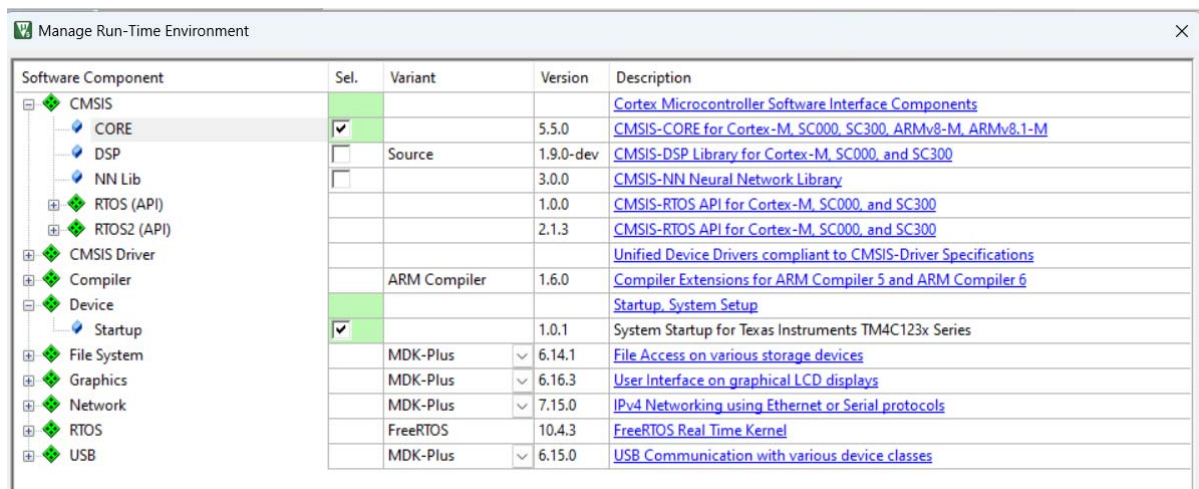 Manage Run-Time Environment
Software Component Sel. Variant Version Description
CMSIS Cortex Microcontroller Software Interface Components
CORE 5.5.0 CMSIS-CORE for Cortex-M, SC000, SC300, ARMv8-M, ARMv8.1-M
DSP Source 1.9.0-dev CMSIS-DSP Library for Cortex-M, SC000, and SC300
NN Lib 3.0.0 CMSIS-NN Neural Network Library
RTOS (API) 1.0.0 CMSIS-RTOS API for Cortex-M, SC000, and SC300
RTOS2 (API) 2.1.3 CMSIS-RTOS API for Cortex-M, SC000, and SC300
CMSIS Driver Unified Device Drivers compliant to CMSIS-Driver Specifications
Compiler ARM Compiler 1.6.0 Compiler Extensions for ARM Compiler 5 and ARM Compiler 6
Device Startup, System Setup
Startup 1.0.1 System Startup for Texas Instruments TM4C123x Series
File System MDK-Plus 6.14.1 File Access on various storage devices
Graphics MDK-Plus 6.16.3 User Interface on graphical LCD displays
Network MDK-Plus 7.15.0 IPv4 Networking using Ethernet or Serial protocols
RTOS FreeRTOS 10.4.3 FreeRTOS Real Time Kernel
USB MDK-Plus 6.15.0 USB Communication with various device classes